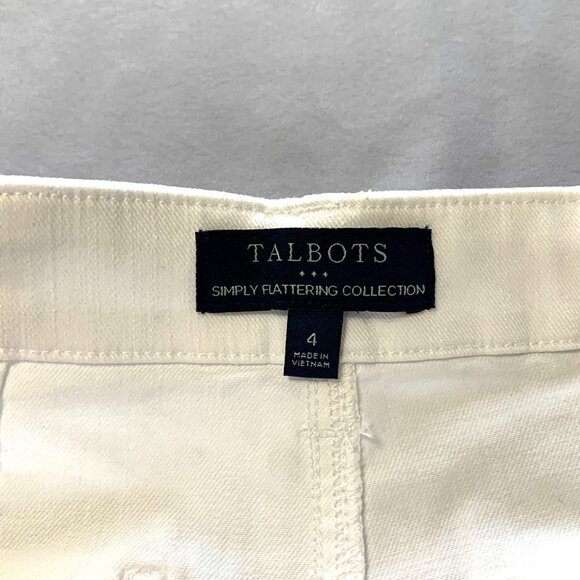 TALBOTS
SIMPLY FLATTERING COLLECTION
4
MADE IN
VIETNAM